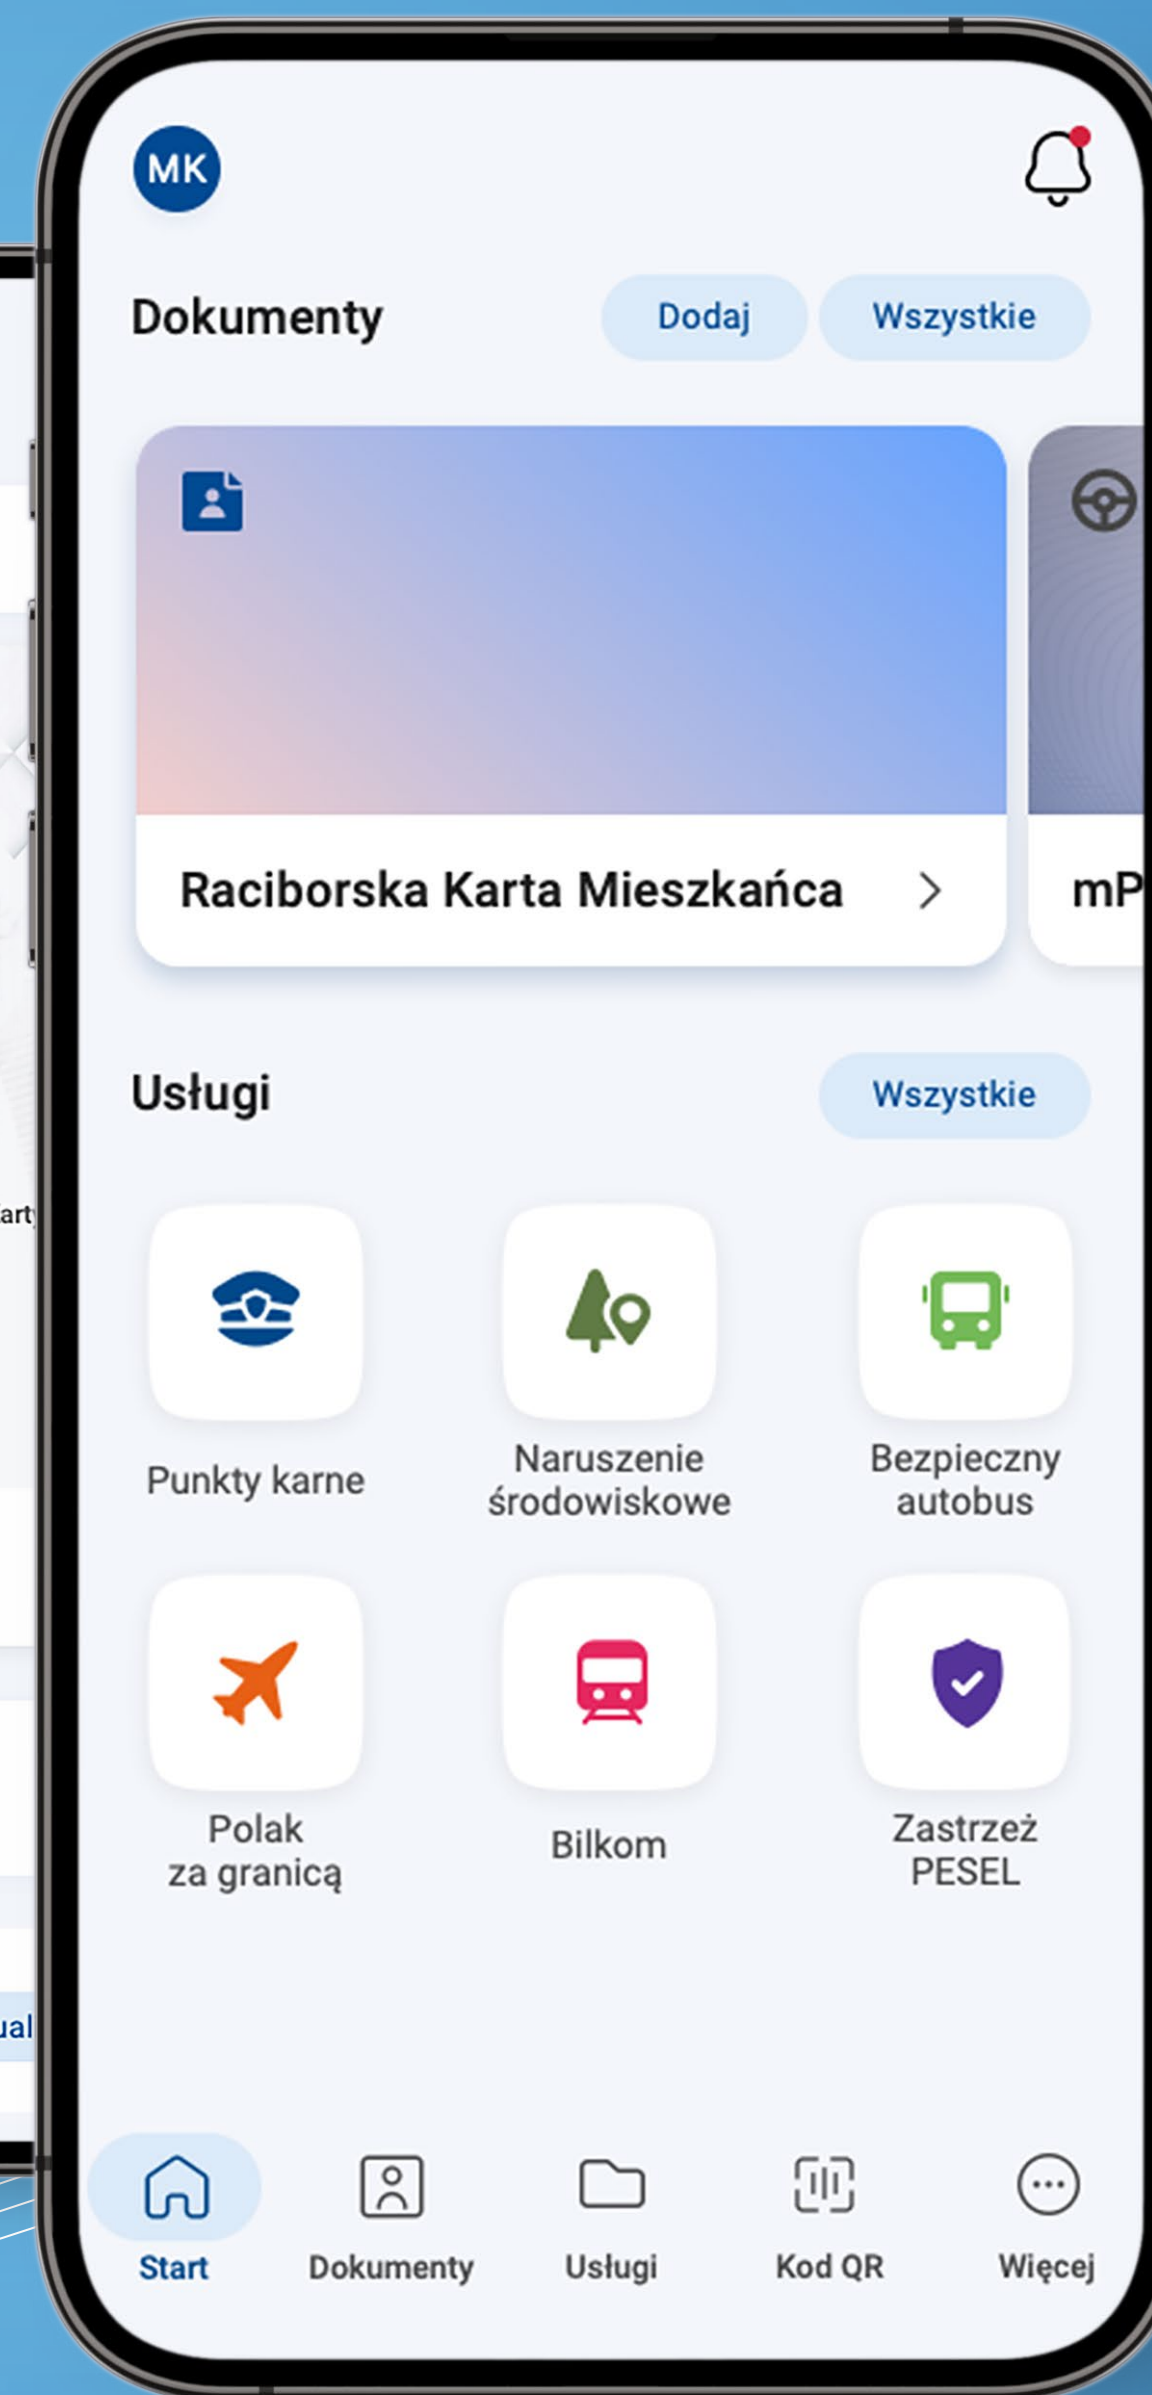 MK
Dokumenty
Dodaj
Wszystkie
Raciborska Karta Mieszkańca
mP
Usługi
Wszystkie
Punkty karne
Naruszenie
środowiskowe
Bezpieczny
autobus
Polak
za granicą
Bilkom
Zastrzeż
PESEL
Start
Dokumenty
Usługi
Kod QR
Więcej